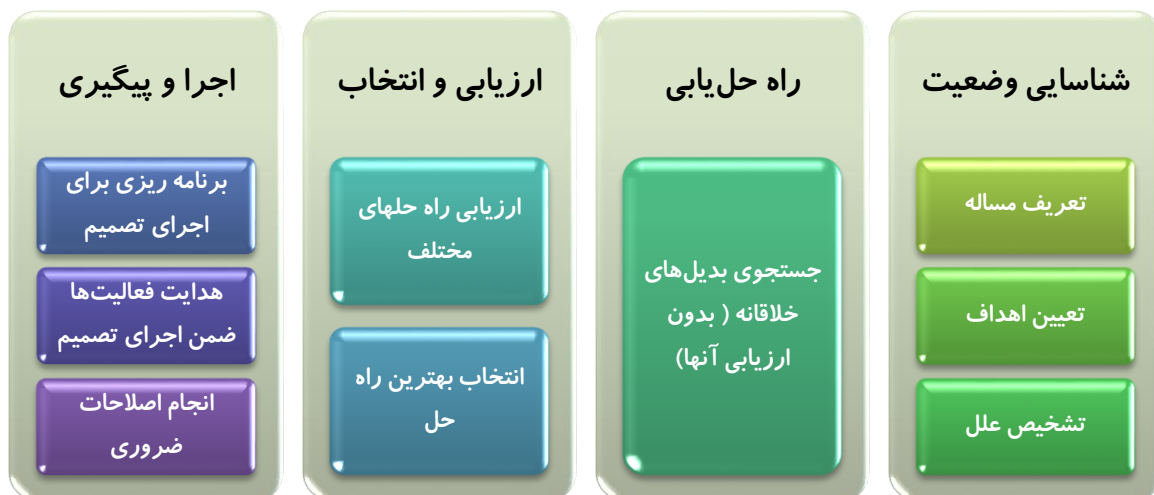 شناسایی وضعیت
تعریف مساله
تعیین اهداف
تشخیص علل
راه حل‌یابی
جستجوی بدیل‌های
خلاقانه ( بدون
ارزیابی آنها)
ارزیابی و انتخاب
ارزیابی راه حلهای
مختلف
انتخاب بهترین راه
حل
اجرا و پیگیری
برنامه ریزی برای
اجرای تصمیم
هدایت فعالیت‌ها
ضمن اجرای تصمیم
انجام اصلاحات
ضروری